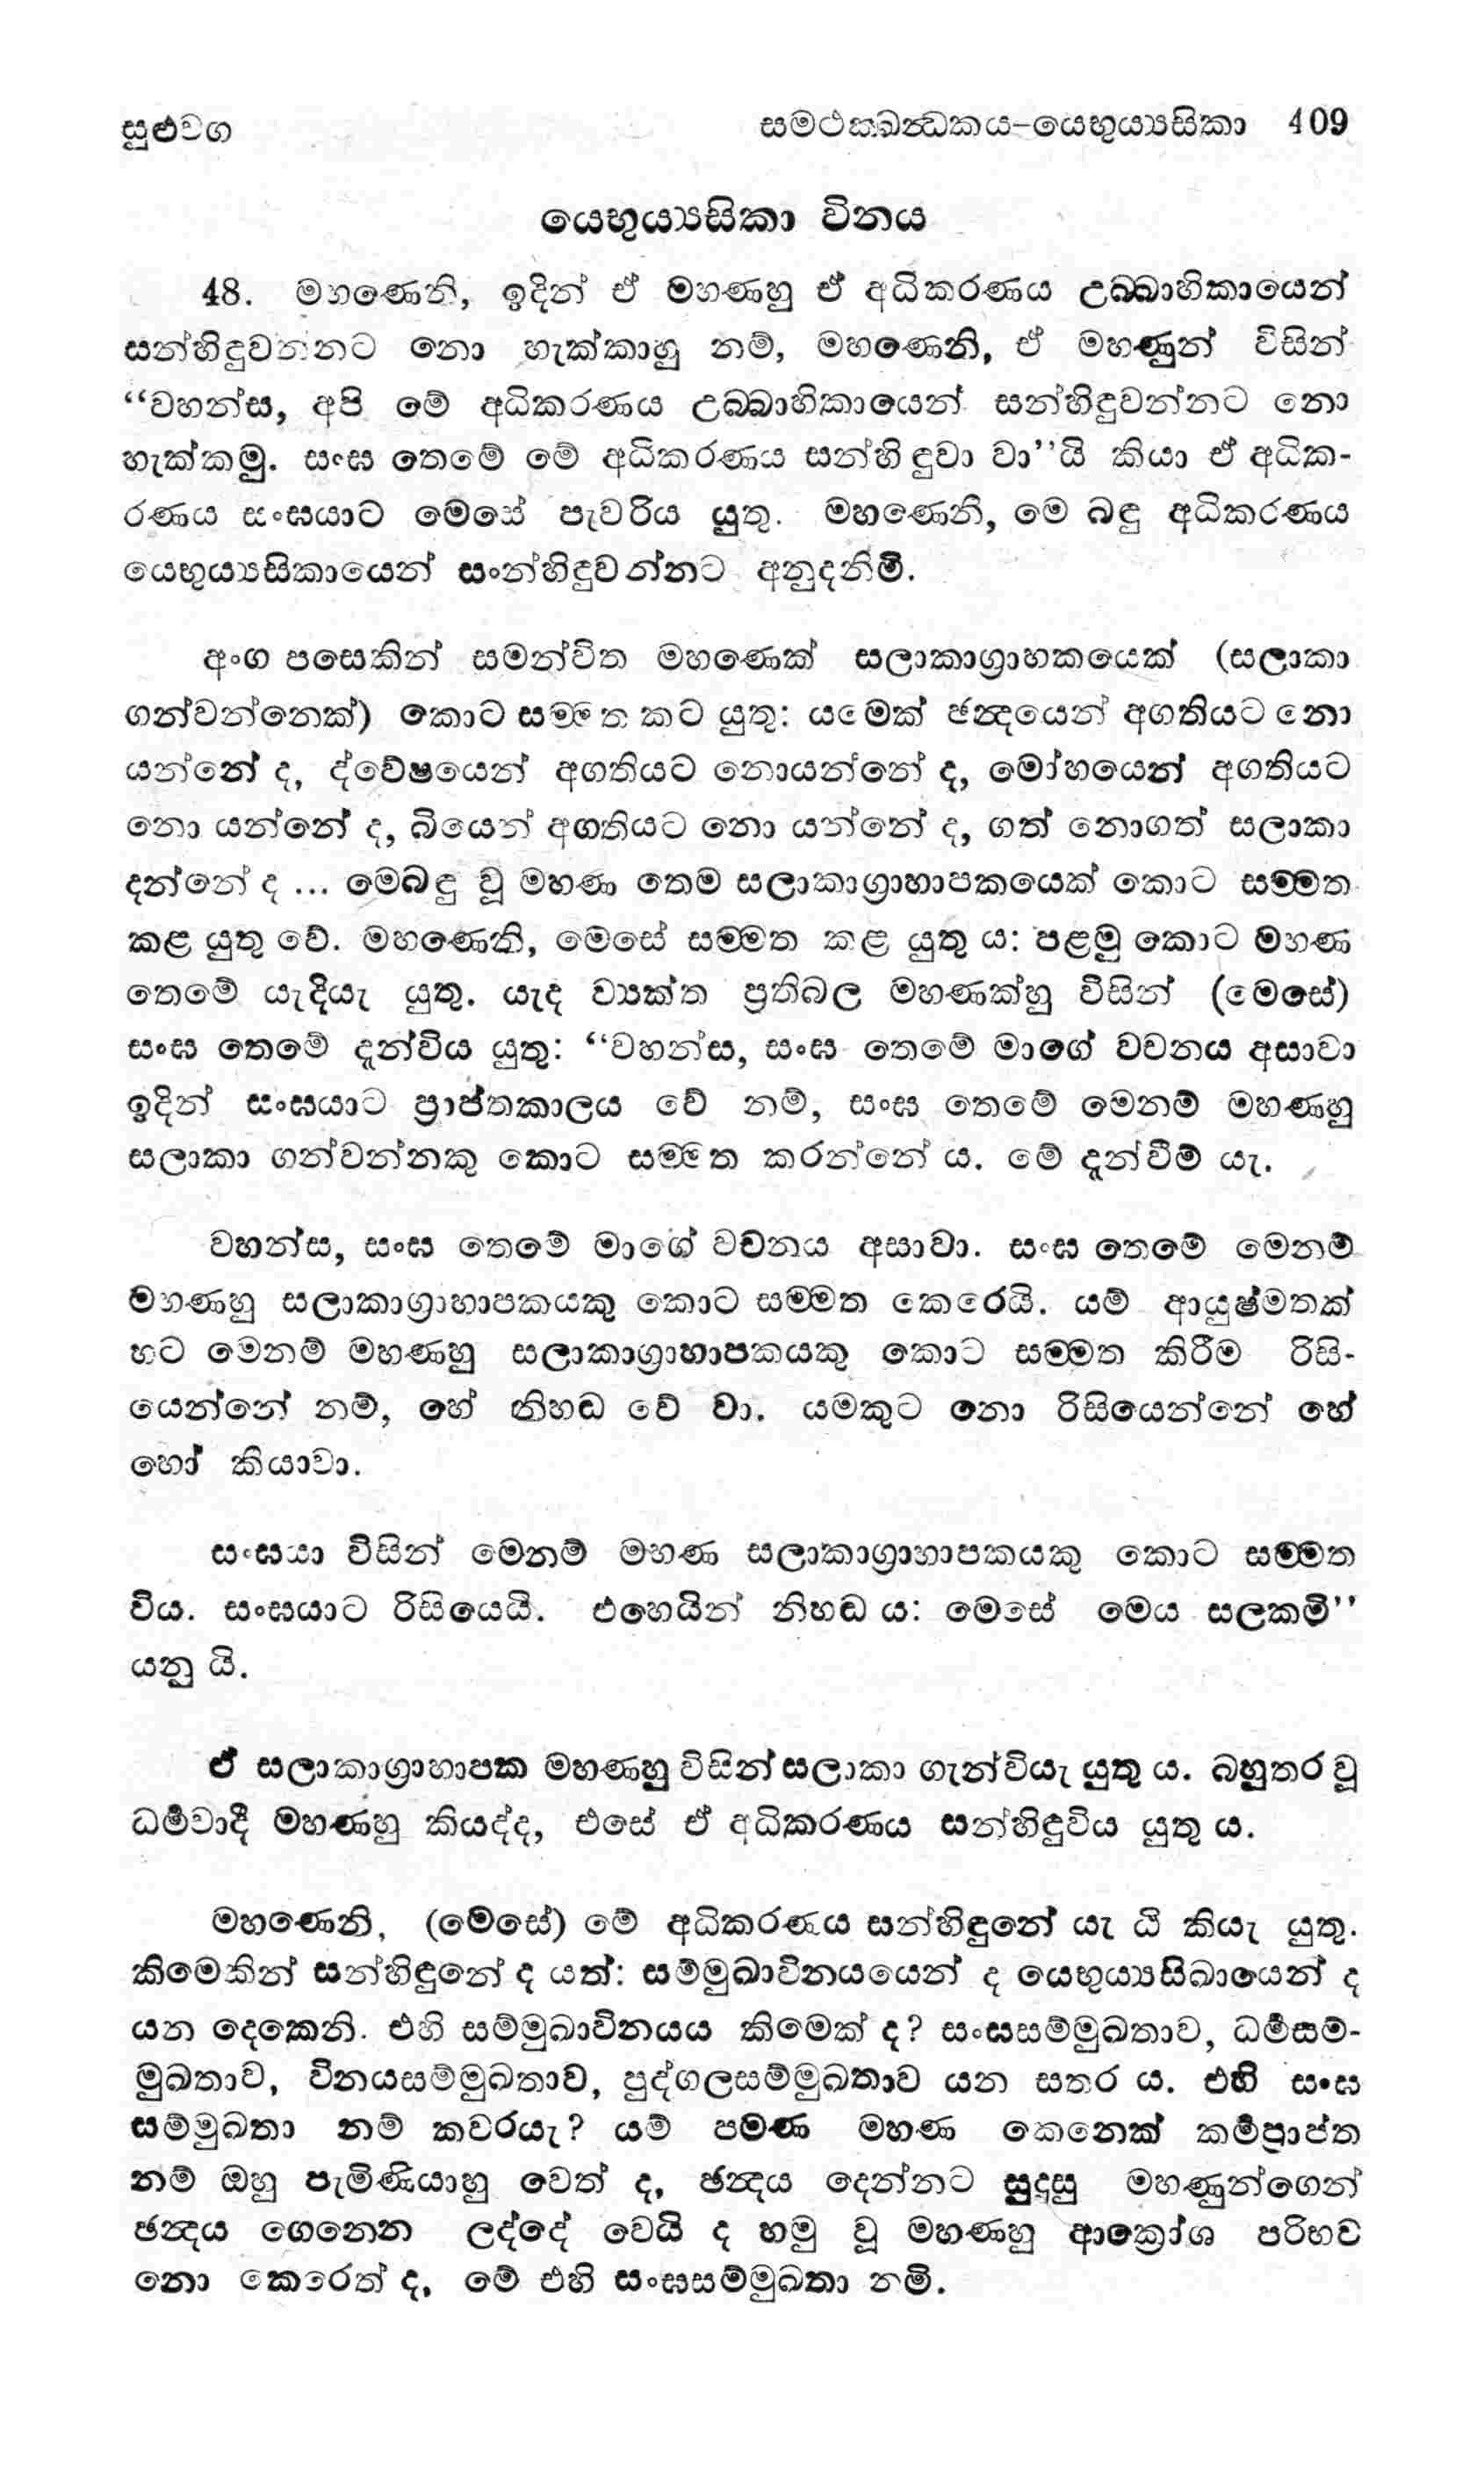 සුළුවග සමථක්ඛන්ධකය-යෙභුය්‍යසිකා 409
යෙභුය්‍යසිකා විනය
48. මහණෙනි, ඉදින් ඒ මහණහු ඒ අධිකරණය උබ්බාහිකායෙන්
සන්හිඳුවන්නට නො හැක්කාහු නම්, මහණෙනි, ඒ මහණුන් විසින්
“වහන්ස, අපි මේ අධිකරණය උබ්බාහිකායෙන් සන්හිඳුවන්නට නො
හැක්කමු. සංඝ තෙමේ මේ අධිකරණය සන්හිඳුවා වා”යි කියා ඒ අධික-
රණය සංඝයාට මෙසේ පැවරිය යුතු. මහණෙනි, මෙ බඳු අධිකරණය
යෙභුය්‍යසිකායෙන් සංන්හිඳුවන්නට අනුදනිමි.
අංග පසෙකින් සමන්විත මහණෙක් සලාකාග්‍රාහකයෙක් (සලාකා
ගන්වන්නෙක්) කොට සම්මත කට යුතු: යමෙක් ඡන්දයෙන් අගතියට නො
යන්නේ ද, ද්වේෂයෙන් අගතියට නොයන්නේ ද, මෝහයෙන් අගතියට
නො යන්නේ ද, බියෙන් අගතියට නො යන්නේ ද, ගත් නොගත් සලාකා
දන්නේ ද ... මෙබඳු වූ මහණ තෙම සලාකාග්‍රාහාපකයෙක් කොට සම්මත
කළ යුතු වේ. මහණෙනි, මෙසේ සම්මත කළ යුතු ය: පළමු කොට මහණ
තෙමේ යැදියැ යුතු. යැද ව්‍යක්ත ප්‍රතිබල මහණක්හු විසින් (මෙසේ)
සංඝ තෙමේ දැන්විය යුතු: “වහන්ස, සංඝ තෙමේ මාගේ වචනය අසාවා
ඉදින් සංඝයාට ප්‍රාප්තකාලය වේ නම්, සංඝ තෙමේ මෙනම් මහණහු
සලාකා ගන්වන්නකු කොට සම්මත කරන්නේ ය. මේ දැන්වීම් යැ.
වහන්ස, සංඝ තෙමේ මාගේ වචනය අසාවා. සංඝ තෙමේ මෙනම්
මහණහු සලාකාග්‍රාහාපකයකු කොට සම්මත කෙරෙයි. යම් ආයුෂ්මතක්
හට මෙනම් මහණහු සලාකාග්‍රාහාපකයකු කොට සම්මත කිරීම රිසි-
යෙන්නේ නම්, හේ නිහඬ වේ වා. යමකුට නො රිසියෙන්නේ හේ
හෝ කියාවා.
සංඝයා විසින් මෙනම් මහණ සලාකාග්‍රාහාපකයකු කොට සම්මත
විය. සංඝයාට රිසියෙයි. එහෙයින් නිහඬ ය: මෙසේ මෙය සලකමි”
යනු යි.
ඒ සලාකාග්‍රාහාපක මහණහු විසින් සලාකා ගැන්වියැ යුතු ය. බහුතර වූ
ධර්‍මවාදී මහණහු කියද්ද, එසේ ඒ අධිකරණය සන්හිඳුවිය යුතු ය.
මහණෙනි, (මෙසේ) මේ අධිකරණය සන්හිඳුනේ යැ යි කියැ යුතු.
කිමෙකින් සන්හිඳුනේ ද යත්: සම්මුඛාවිනයයෙන් ද යෙභුය්‍යසිඛායෙන් ද
යන දෙකෙනි. එහි සම්මුඛාවිනයය කිමෙක් ද? සංඝසම්මුඛතාව, ධර්‍මසම්-
මුඛතාව, විනයසම්මුඛතාව, පුද්ගලසම්මුඛතාව යන සතර ය. එහි සංඝ
සම්මුඛතා නම් කවරයැ? යම් පමණ මහණ කෙනෙක් කර්‍මප්‍රාප්ත
නම් ඔහු පැමිණියාහු වෙත් ද, ඡන්දය දෙන්නට සුදුසු මහණුන්ගෙන්
ඡන්දය ගෙනෙන ලද්දේ වෙයි ද හමු වූ මහණහු ආක්‍රෝශ පරිභව
නො කෙරෙත් ද, මේ එහි සංඝසම්මුඛතා නමි.